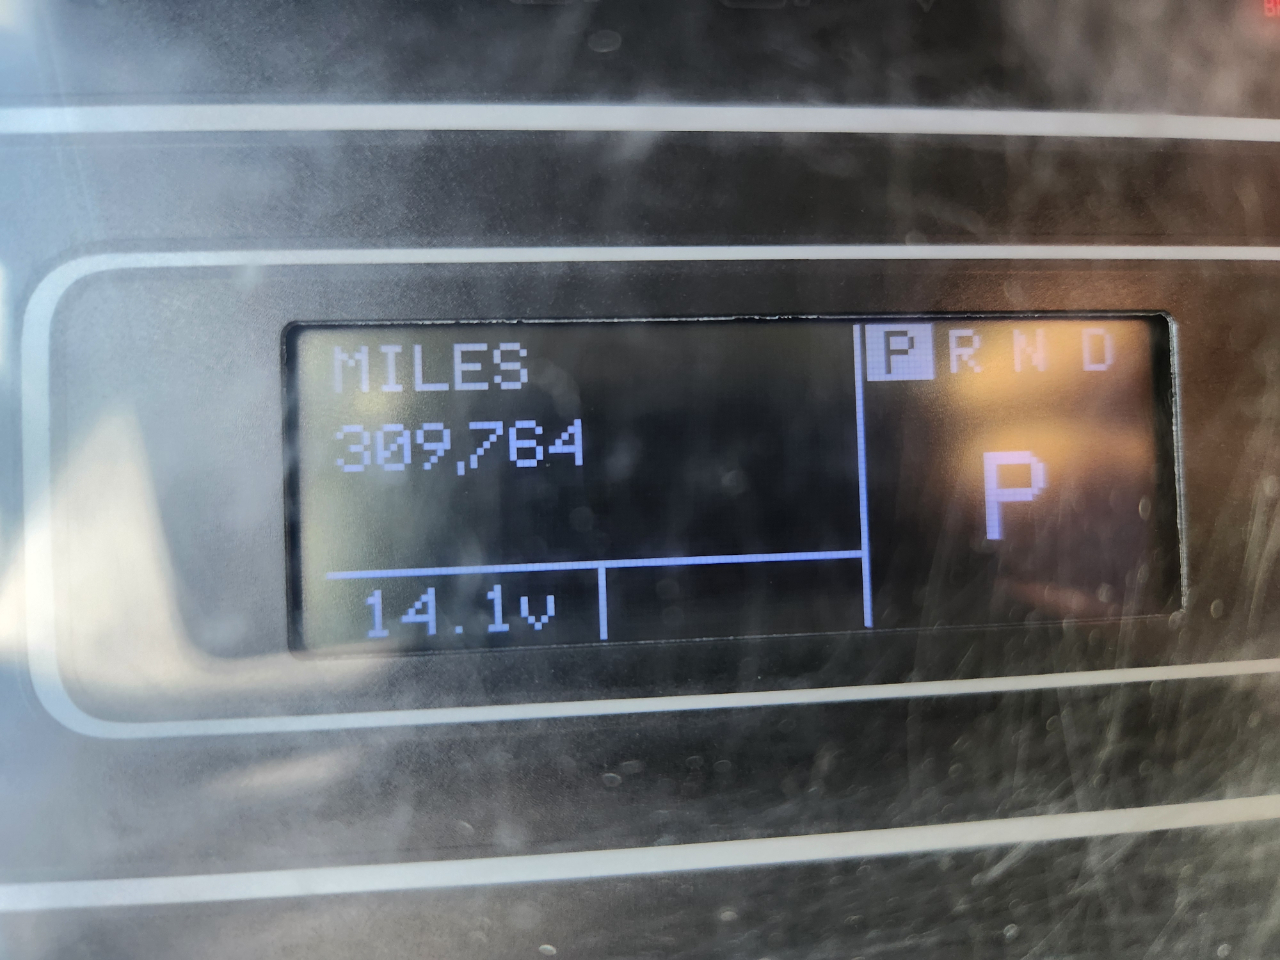 MILES
309,764
14.1v
P R N D
P